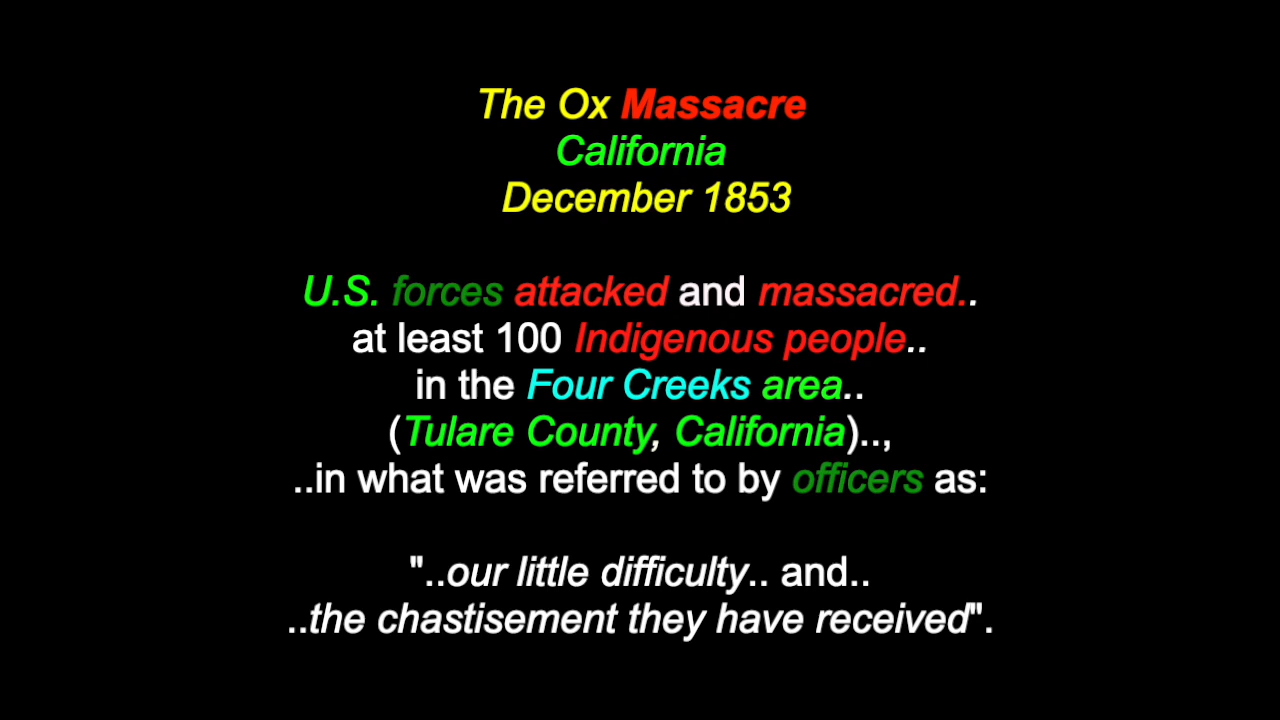 The Ox Massacre
California
December 1853
U.S. forces attacked and massacred..
at least 100 Indigenous people..
in the Four Creeks area..
(Tulare County, California)..,
..in what was referred to by officers as:
"..our little difficulty.. and..
..the chastisement they have received".